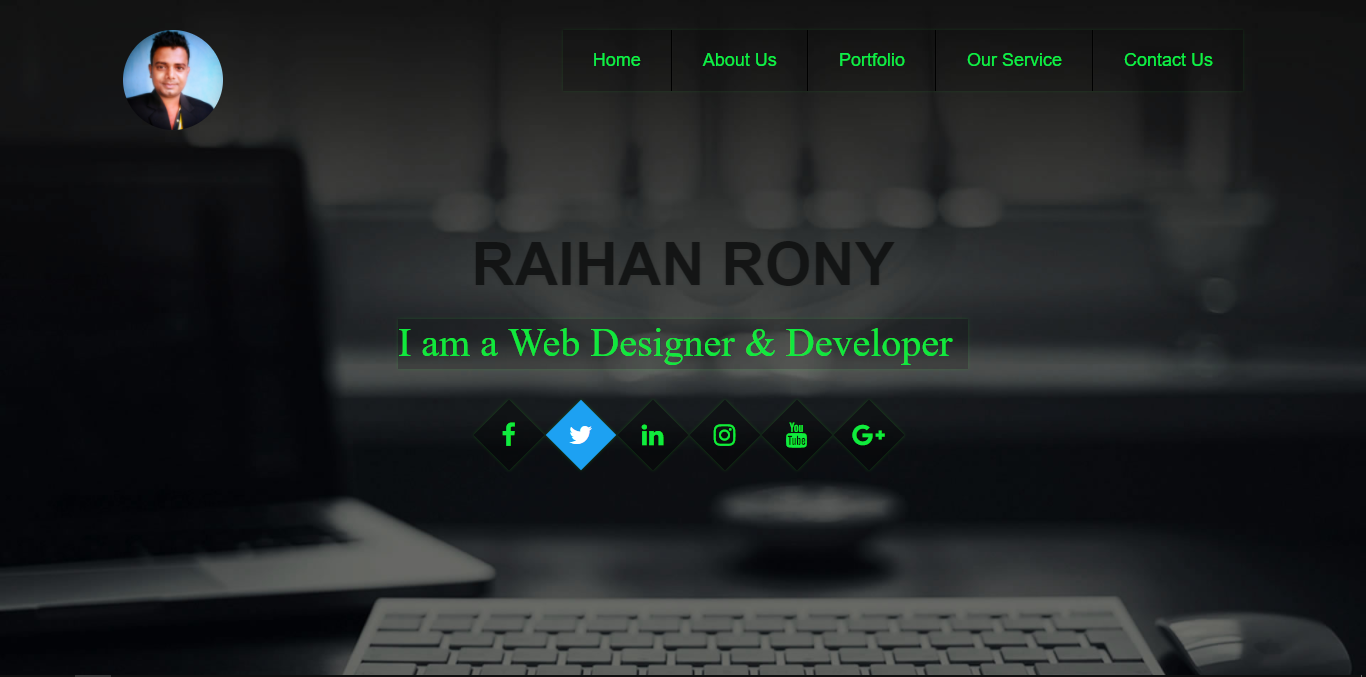 Home About Us Portfolio Our Service Contact Us
RAIHAN RONY
I am a Web Designer & Developer
f in You Tube G+